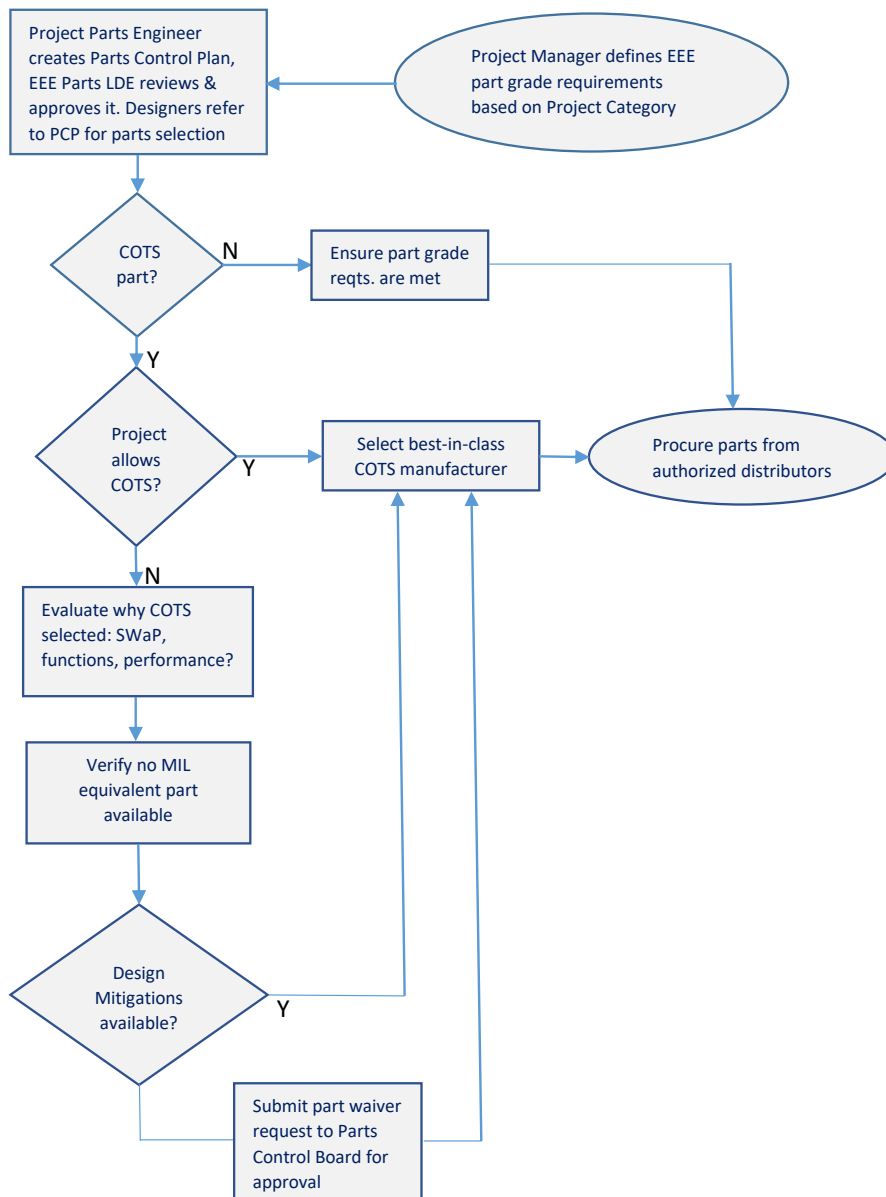 Project Parts Engineer
creates Parts Control Plan,
EEE Parts LDE reviews &
approves it. Designers refer
to PCP for parts selection
Project Manager defines EEE
part grade requirements
based on Project Category
COTS
part?
N
Ensure part grade
reqts. are met
Y
Project
allows
COTS?
Y
Select best-in-class
COTS manufacturer
Procure parts from
authorized distributors
N
Evaluate why COTS
selected: SWaP,
functions, performance?
Verify no MIL
equivalent part
available
Design
Mitigations
available?
Y
Submit part waiver
request to Parts
Control Board for
approval